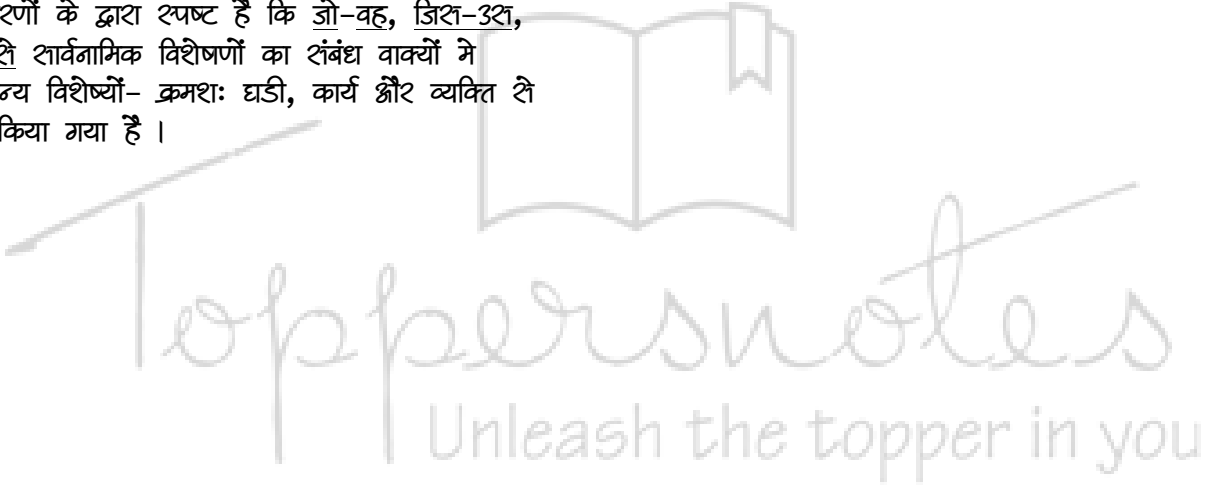 रणों के द्वारा स्पष्ट है कि जो-वह, जिस-उस,
से सार्वनामिक विशेषणों का संबंध वाक्यों मे
न्य विशेष्यों- क्रमशः घडी, कार्य और व्यक्ति से
किया गया है ।
Toppersnotes
Unleash the topper in you